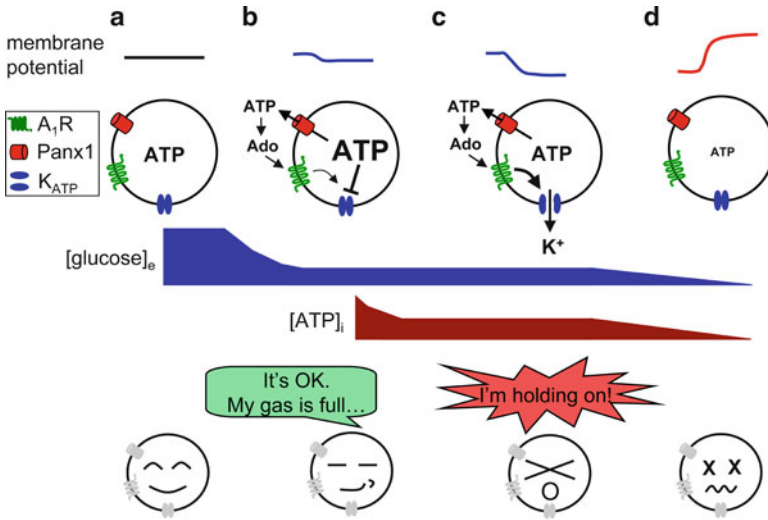 a b c d
membrane
potential
A₁R
Panx1
K_ATP
ATP
ATP
Ado
ATP
ATP
Ado
ATP
K⁺
ATP
[glucose]e
[ATP]i
It's OK.
My gas is full...
I'm holding on!
X X
O